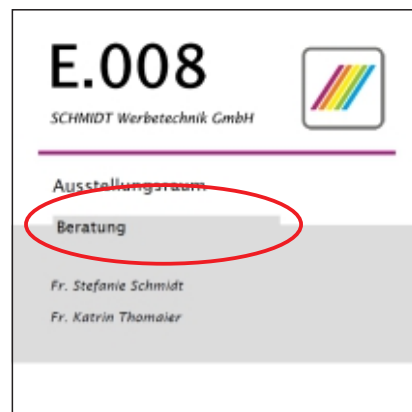 E.008
SCHMIDT Werbetechnik GmbH
Ausstellungsraum
Beratung
Fr. Stefanie Schmidt
Fr. Katrin Thomaier